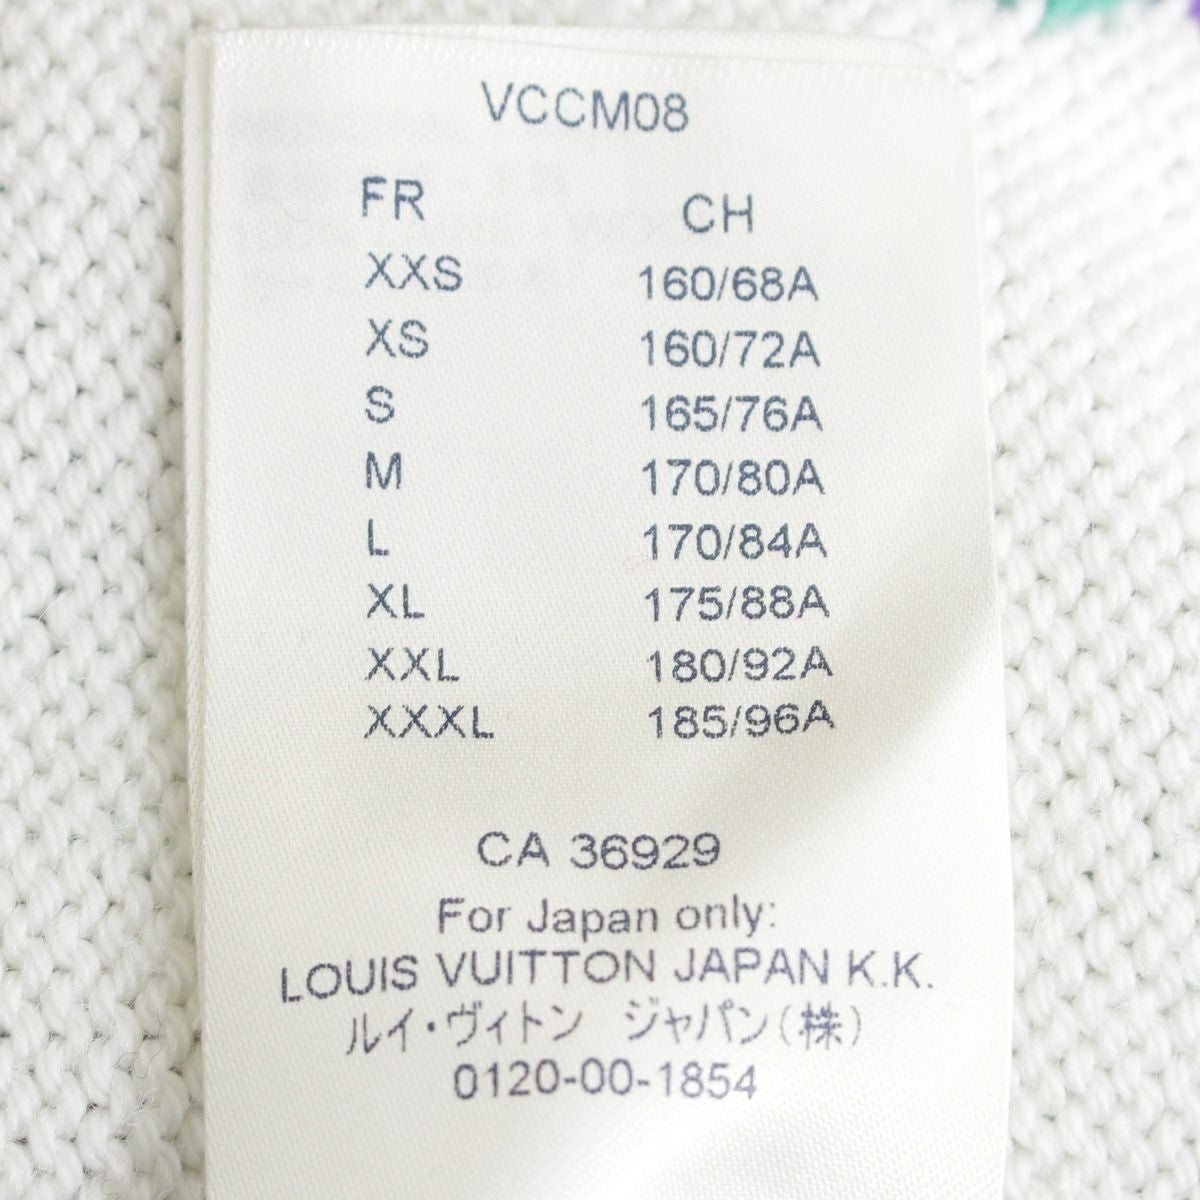 VCCM08
FR CH
XXS 160/68A
XS 160/72A
S 165/76A
M 170/80A
L 170/84A
XL 175/88A
XXL 180/92A
XXXL 185/96A
CA 36929
For Japan only:
LOUIS VUITTON JAPAN K.K.
ルイ・ヴィトン ジャパン(株)
0120-00-1854